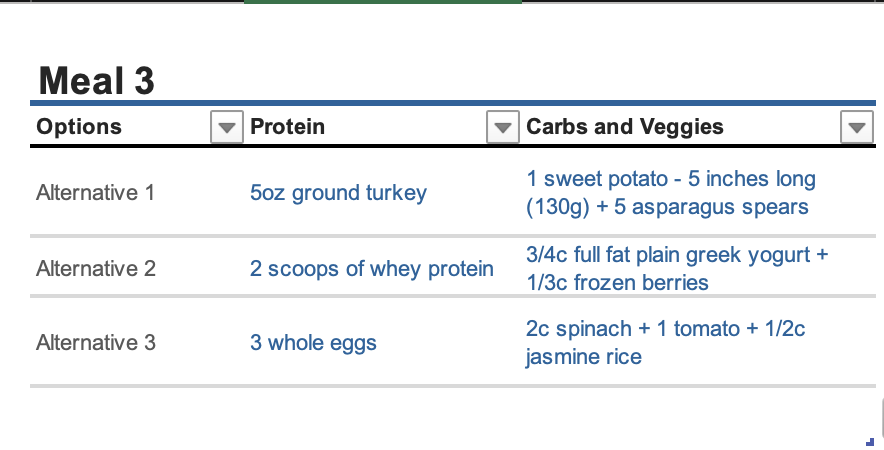 Meal 3
Options Protein Carbs and Veggies
Alternative 1 5oz ground turkey 1 sweet potato - 5 inches long
(130g) + 5 asparagus spears
Alternative 2 2 scoops of whey protein 3/4c full fat plain greek yogurt +
1/3c frozen berries
Alternative 3 3 whole eggs 2c spinach + 1 tomato + 1/2c
jasmine rice